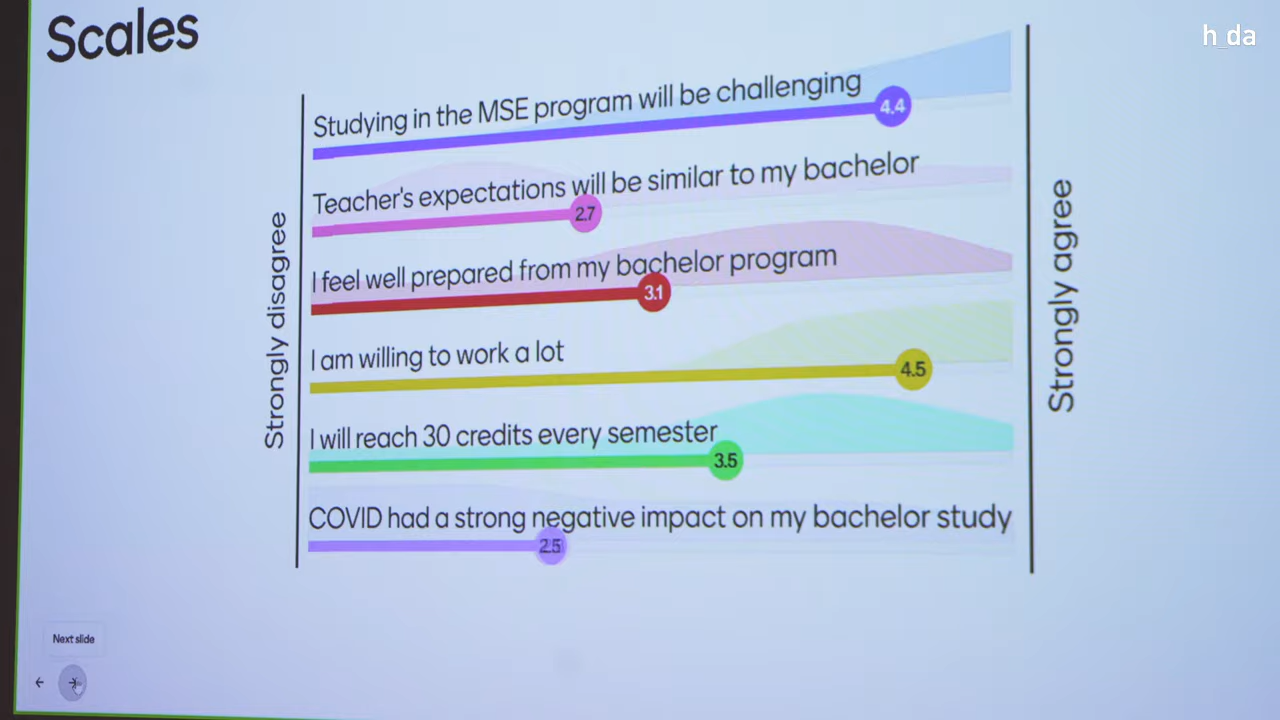 Scales
h_da
Strongly disagree
Studying in the MSE program will be challenging
4.4
Teacher's expectations will be similar to my bachelor
2.7
I feel well prepared from my bachelor program
3.1
I am willing to work a lot
4.5
I will reach 30 credits every semester
3.5
COVID had a strong negative impact on my bachelor study
2.5
Strongly agree
Next slide